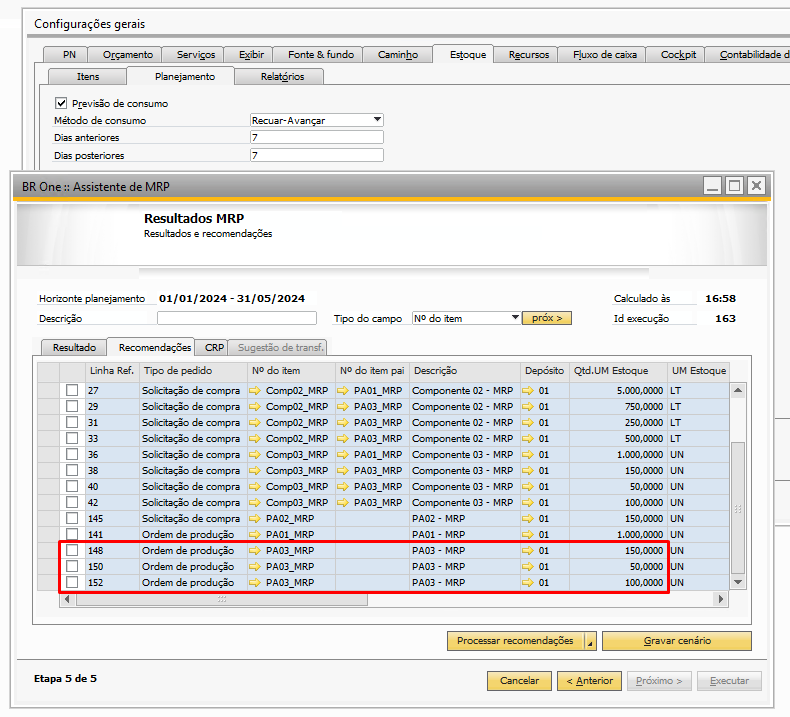 Configurações gerais
PN Orçamento Serviços Exibir Fonte & fundo Caminho Estoque Recursos Fluxo de caixa Cockpit Contabilidade d
Itens Planejamento Relatórios
Previsão de consumo
Método de consumo Recuar-Avançar
Dias anteriores 7
Dias posteriores 7
BR One :: Assistente de MRP
Resultados MRP
Resultados e recomendações
Horizonte planejamento 01/01/2024 - 31/05/2024 Calculado às 16:58
Descrição Tipo do campo Nº do item próx > Id execução 163
Resultado Recomendações CRP Sugestão de transf.
Linha Ref. Tipo de pedido Nº do item Nº do item pai Descrição Depósito Qtd.UM Estoque UM Estoque
27 Solicitação de compra Comp02_MRP PA01_MRP Componente 02 - MRP 01 5.000,0000 LT
29 Solicitação de compra Comp02_MRP PA03_MRP Componente 02 - MRP 01 750,0000 LT
31 Solicitação de compra Comp02_MRP PA03_MRP Componente 02 - MRP 01 250,0000 LT
33 Solicitação de compra Comp02_MRP PA03_MRP Componente 02 - MRP 01 500,0000 LT
36 Solicitação de compra Comp03_MRP PA01_MRP Componente 03 - MRP 01 1.000,0000 UN
38 Solicitação de compra Comp03_MRP PA03_MRP Componente 03 - MRP 01 150,0000 UN
40 Solicitação de compra Comp03_MRP PA03_MRP Componente 03 - MRP 01 50,0000 UN
42 Solicitação de compra Comp03_MRP PA03_MRP Componente 03 - MRP 01 100,0000 UN
145 Solicitação de compra PA02_MRP PA02 - MRP 01 150,0000 UN
141 Ordem de produção PA01_MRP PA01 - MRP 01 1.000,0000 UN
148 Ordem de produção PA03_MRP PA03 - MRP 01 150,0000 UN
150 Ordem de produção PA03_MRP PA03 - MRP 01 50,0000 UN
152 Ordem de produção PA03_MRP PA03 - MRP 01 100,0000 UN
Processar recomendações Gravar cenário
Etapa 5 de 5 Cancelar < Anterior Próximo > Executar